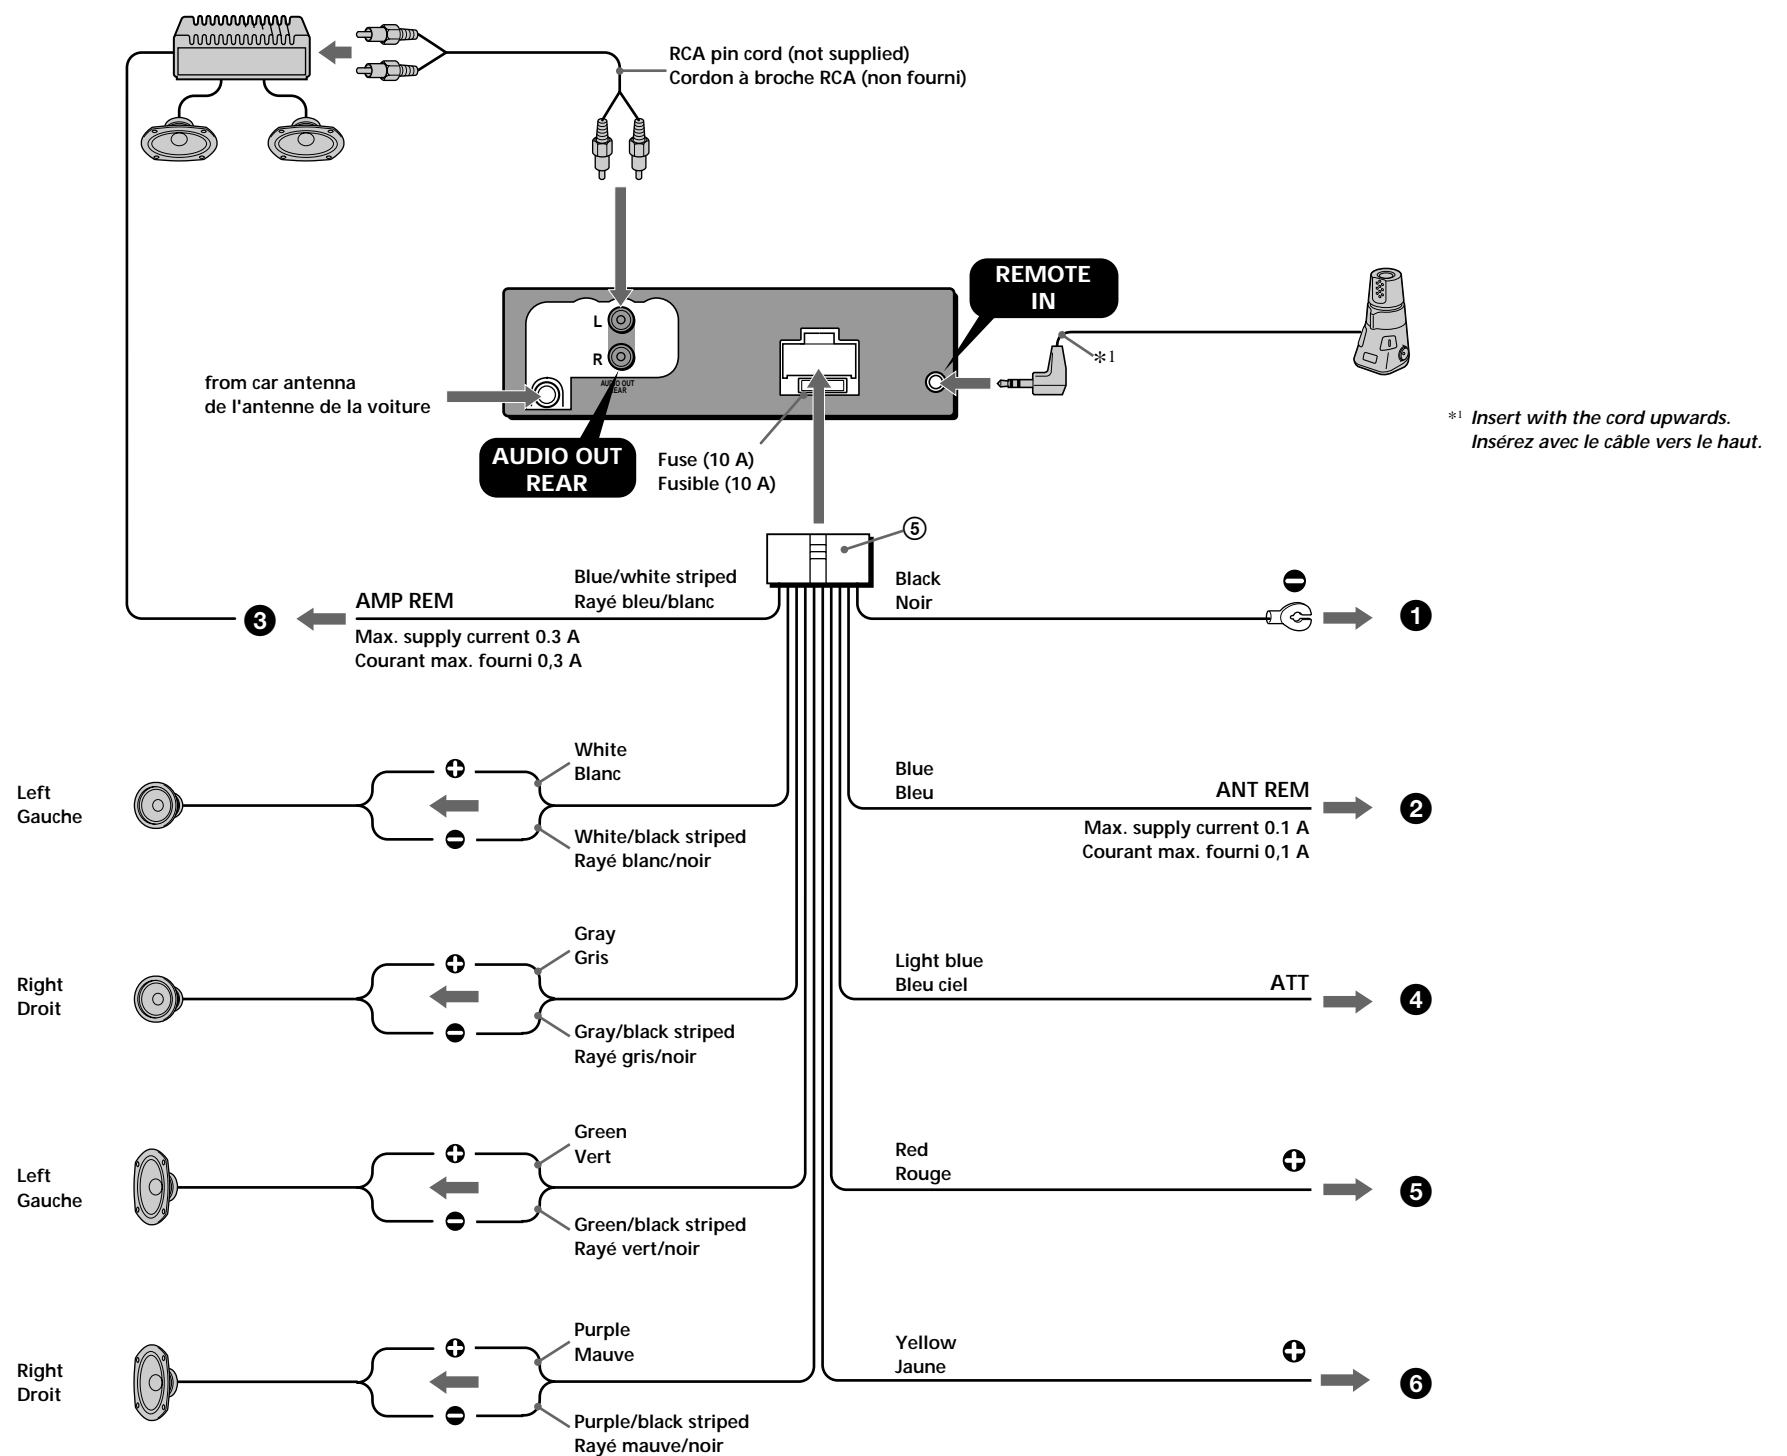 RCA pin cord (not supplied)
Cordon à broche RCA (non fourni)
REMOTE
IN
L
R
AUDIO OUT
REAR
*1
from car antenna
de l'antenne de la voiture
*1 Insert with the cord upwards.
Insérez avec le câble vers le haut.
AUDIO OUT
REAR
Fuse (10 A)
Fusible (10 A)
5
Blue/white striped
Rayé bleu/blanc
AMP REM
3
Max. supply current 0.3 A
Courant max. fourni 0,3 A
Black
Noir
1
Left
Gauche
White
Blanc
White/black striped
Rayé blanc/noir
Blue
Bleu
ANT REM
2
Max. supply current 0.1 A
Courant max. fourni 0,1 A
Right
Droit
Gray
Gris
Gray/black striped
Rayé gris/noir
Light blue
Bleu ciel
ATT
4
Left
Gauche
Green
Vert
Green/black striped
Rayé vert/noir
Red
Rouge
5
Right
Droit
Purple
Mauve
Purple/black striped
Rayé mauve/noir
Yellow
Jaune
6